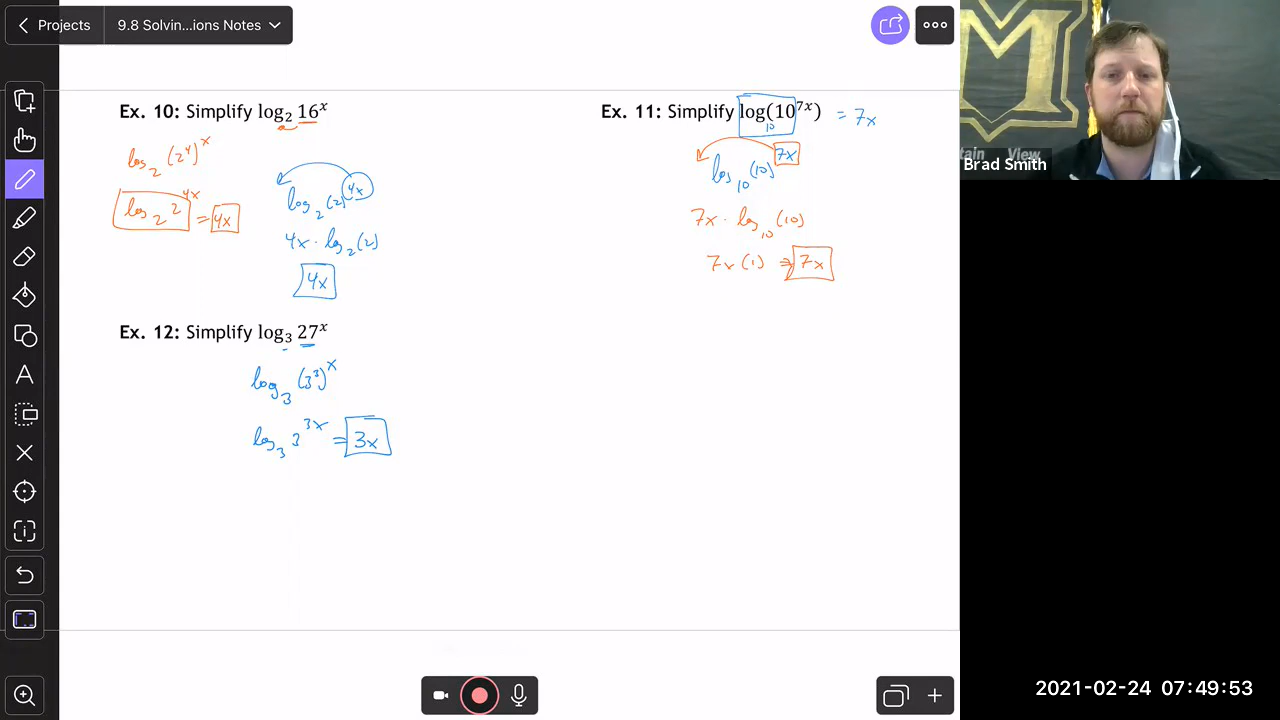 Projects
9.8 Solvin...ions Notes
M
tain View
Brad Smith
Ex. 10: Simplify log₂ 16ˣ
log₂ (2⁴)ˣ
log₂ 2⁴ˣ = 4x
log₂(2)⁴ˣ
4x · log₂(2)
4x
Ex. 11: Simplify log(10⁷ˣ) = 7x
10
log₁₀(10)⁷ˣ
7x · log₁₀(10)
7x(1) ⇒ 7x
Ex. 12: Simplify log₃ 27ˣ
log₃ (3³)ˣ
log₃ 3³ˣ = 3x
A
2021-02-24 07:49:53